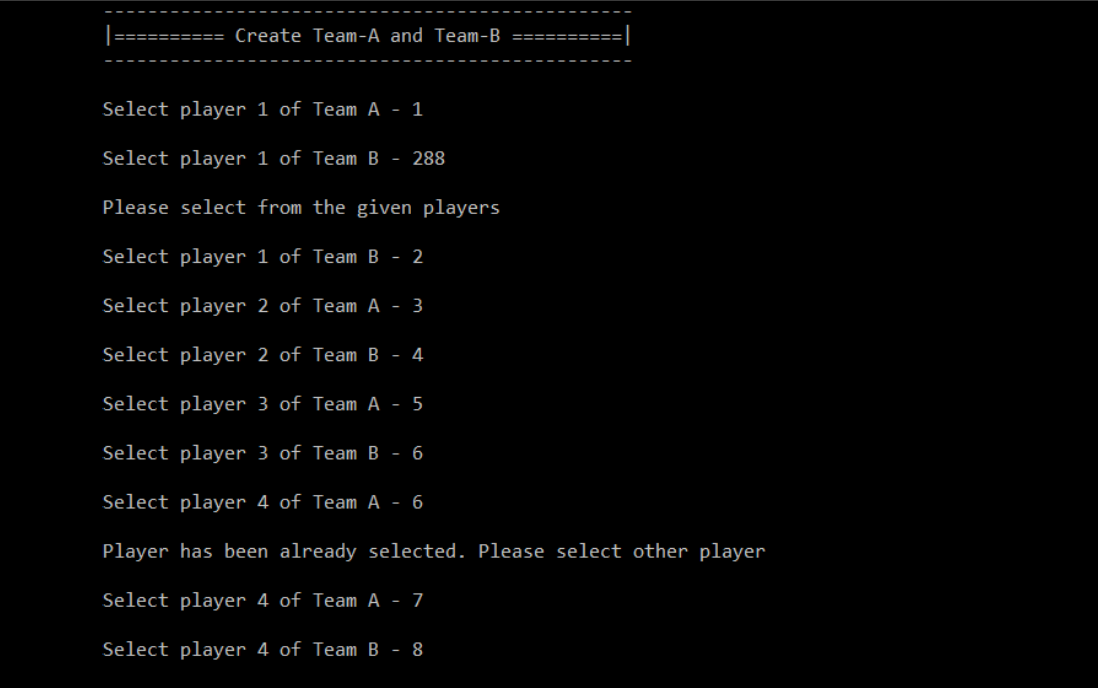 ------------------------------------------------
|========== Create Team-A and Team-B ==========|
------------------------------------------------
Select player 1 of Team A - 1
Select player 1 of Team B - 288
Please select from the given players
Select player 1 of Team B - 2
Select player 2 of Team A - 3
Select player 2 of Team B - 4
Select player 3 of Team A - 5
Select player 3 of Team B - 6
Select player 4 of Team A - 6
Player has been already selected. Please select other player
Select player 4 of Team A - 7
Select player 4 of Team B - 8